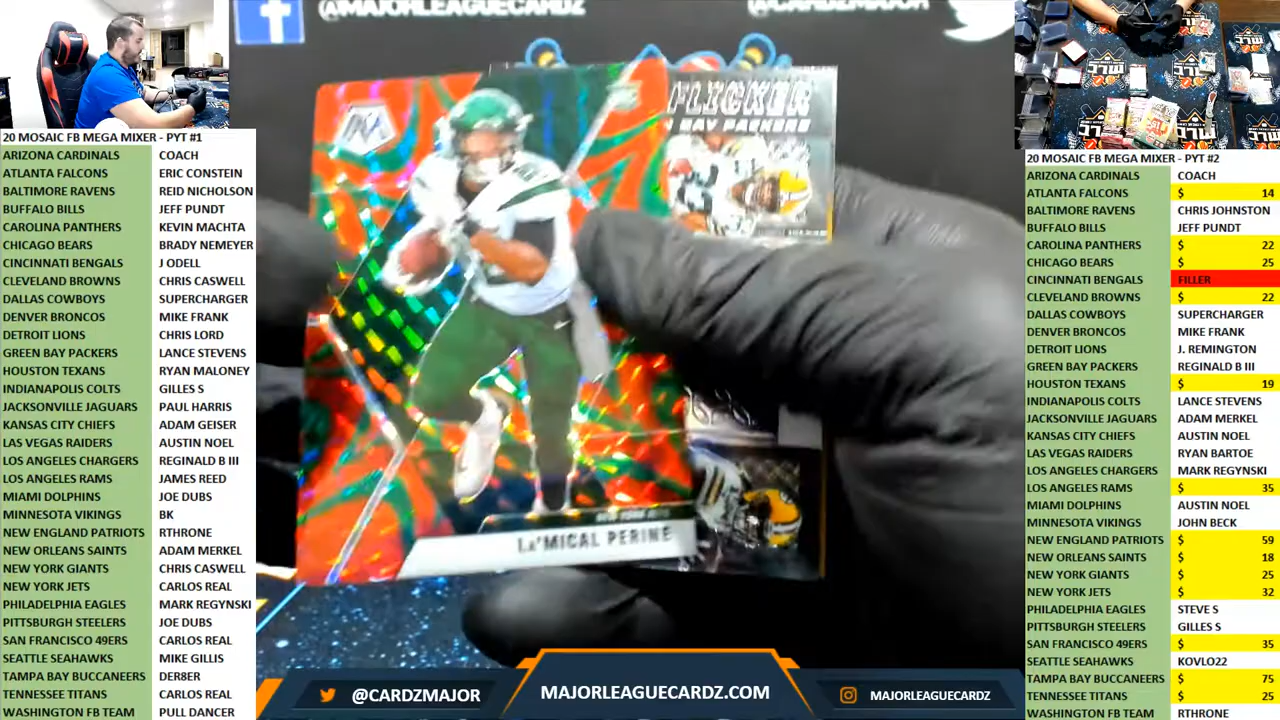 @MAJORLEAGUECARDZ
@CARDZMAJOR
20 MOSAIC FB MEGA MIXER - PYT #1
ARIZONA CARDINALS COACH
ATLANTA FALCONS ERIC CONSTEIN
BALTIMORE RAVENS REID NICHOLSON
BUFFALO BILLS JEFF PUNDT
CAROLINA PANTHERS KEVIN MACHTA
CHICAGO BEARS BRADY NEMEYER
CINCINNATI BENGALS J ODELL
CLEVELAND BROWNS CHRIS CASWELL
DALLAS COWBOYS SUPERCHARGER
DENVER BRONCOS MIKE FRANK
DETROIT LIONS CHRIS LORD
GREEN BAY PACKERS LANCE STEVENS
HOUSTON TEXANS RYAN MALONEY
INDIANAPOLIS COLTS GILLES S
JACKSONVILLE JAGUARS PAUL HARRIS
KANSAS CITY CHIEFS ADAM GEISER
LAS VEGAS RAIDERS AUSTIN NOEL
LOS ANGELES CHARGERS REGINALD B III
LOS ANGELES RAMS JAMES REED
MIAMI DOLPHINS JOE DUBS
MINNESOTA VIKINGS BK
NEW ENGLAND PATRIOTS RTHRONE
NEW ORLEANS SAINTS ADAM MERKEL
NEW YORK GIANTS CHRIS CASWELL
NEW YORK JETS CARLOS REAL
PHILADELPHIA EAGLES MARK REGYNSKI
PITTSBURGH STEELERS JOE DUBS
SAN FRANCISCO 49ERS CARLOS REAL
SEATTLE SEAHAWKS MIKE GILLIS
TAMPA BAY BUCCANEERS DER8ER
TENNESSEE TITANS CARLOS REAL
WASHINGTON FB TEAM PULL DANCER
FLICKER
N BAY PACKERS
LA'MICAL PERINE
@CARDZMAJOR
MAJORLEAGUECARDZ.COM
MAJORLEAGUECARDZ
20 MOSAIC FB MEGA MIXER - PYT #2
ARIZONA CARDINALS COACH
ATLANTA FALCONS $ 14
BALTIMORE RAVENS CHRIS JOHNSTON
BUFFALO BILLS JEFF PUNDT
CAROLINA PANTHERS $ 22
CHICAGO BEARS $ 25
CINCINNATI BENGALS FILLER
CLEVELAND BROWNS $ 22
DALLAS COWBOYS SUPERCHARGER
DENVER BRONCOS MIKE FRANK
DETROIT LIONS J. REMINGTON
GREEN BAY PACKERS REGINALD B III
HOUSTON TEXANS $ 19
INDIANAPOLIS COLTS LANCE STEVENS
JACKSONVILLE JAGUARS ADAM MERKEL
KANSAS CITY CHIEFS AUSTIN NOEL
LAS VEGAS RAIDERS RYAN BARTOE
LOS ANGELES CHARGERS MARK REGYNSKI
LOS ANGELES RAMS $ 35
MIAMI DOLPHINS AUSTIN NOEL
MINNESOTA VIKINGS JOHN BECK
NEW ENGLAND PATRIOTS $ 59
NEW ORLEANS SAINTS $ 18
NEW YORK GIANTS $ 25
NEW YORK JETS $ 32
PHILADELPHIA EAGLES STEVE S
PITTSBURGH STEELERS GILLES S
SAN FRANCISCO 49ERS $ 35
SEATTLE SEAHAWKS KOVLO22
TAMPA BAY BUCCANEERS $ 75
TENNESSEE TITANS $ 25
WASHINGTON FB TEAM RTHRONE